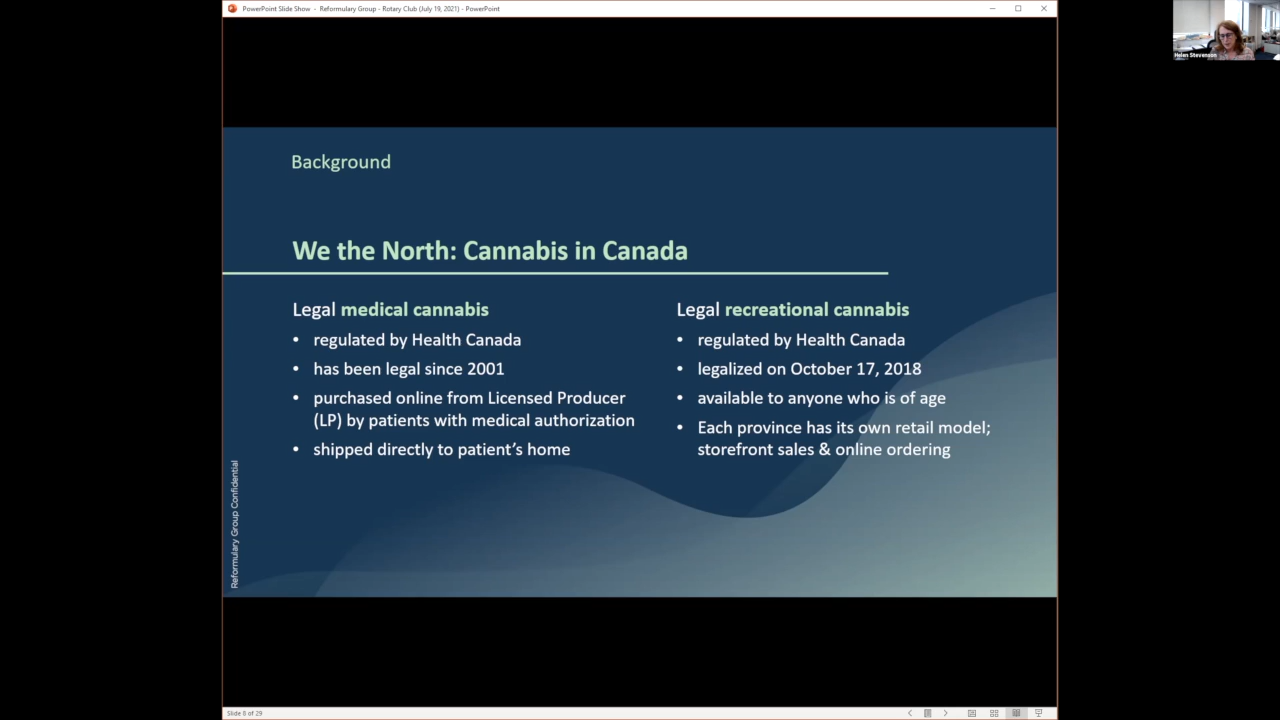 PowerPoint Slide Show - Reformulary Group - Rotary Club (July 19, 2021) - PowerPoint
Helen Stevenson
Background
We the North: Cannabis in Canada
Legal medical cannabis
• regulated by Health Canada
• has been legal since 2001
• purchased online from Licensed Producer
(LP) by patients with medical authorization
• shipped directly to patient's home
Legal recreational cannabis
• regulated by Health Canada
• legalized on October 17, 2018
• available to anyone who is of age
• Each province has its own retail model;
storefront sales & online ordering
Reformulary Group Confidential
Slide 8 of 29